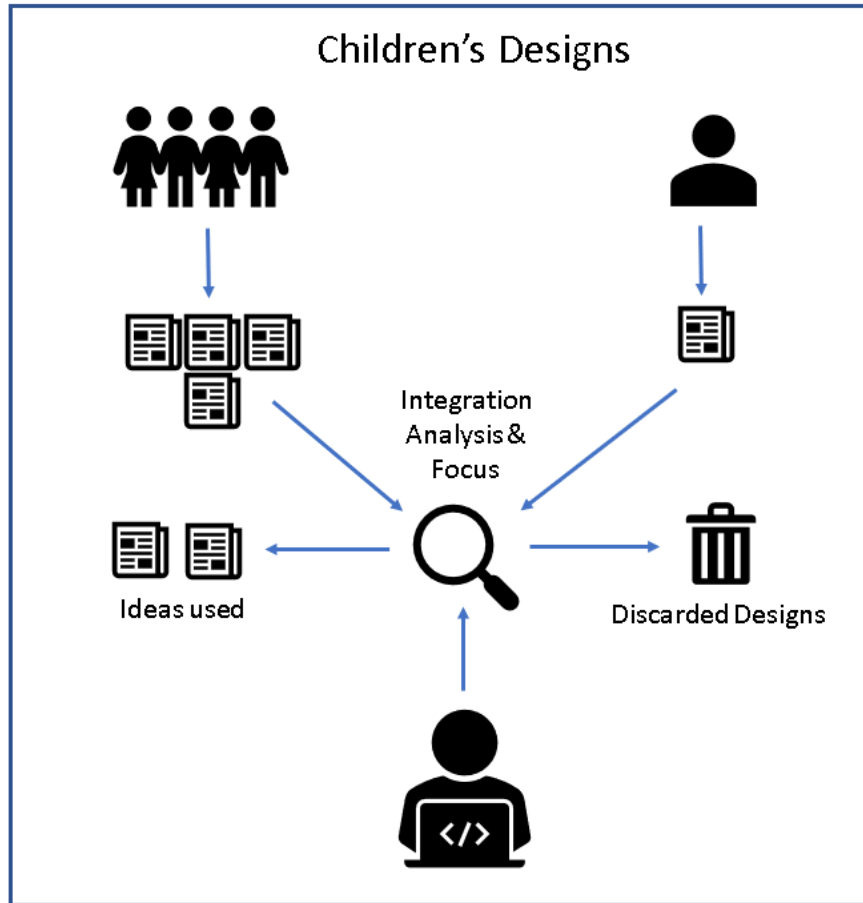 Children's Designs
Integration
Analysis &
Focus
Ideas used
Discarded Designs
</>